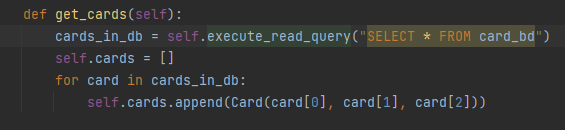 def get_cards(self):
cards_in_db = self.execute_read_query("SELECT * FROM card_bd")
self.cards = []
for card in cards_in_db:
self.cards.append(Card(card[0], card[1], card[2]))